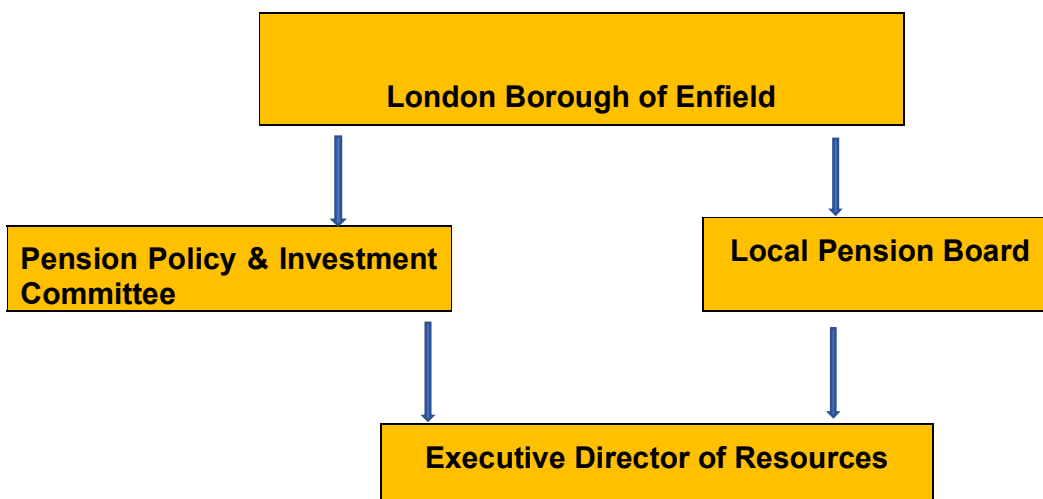 London Borough of Enfield
Pension Policy & Investment
Committee
Local Pension Board
Executive Director of Resources